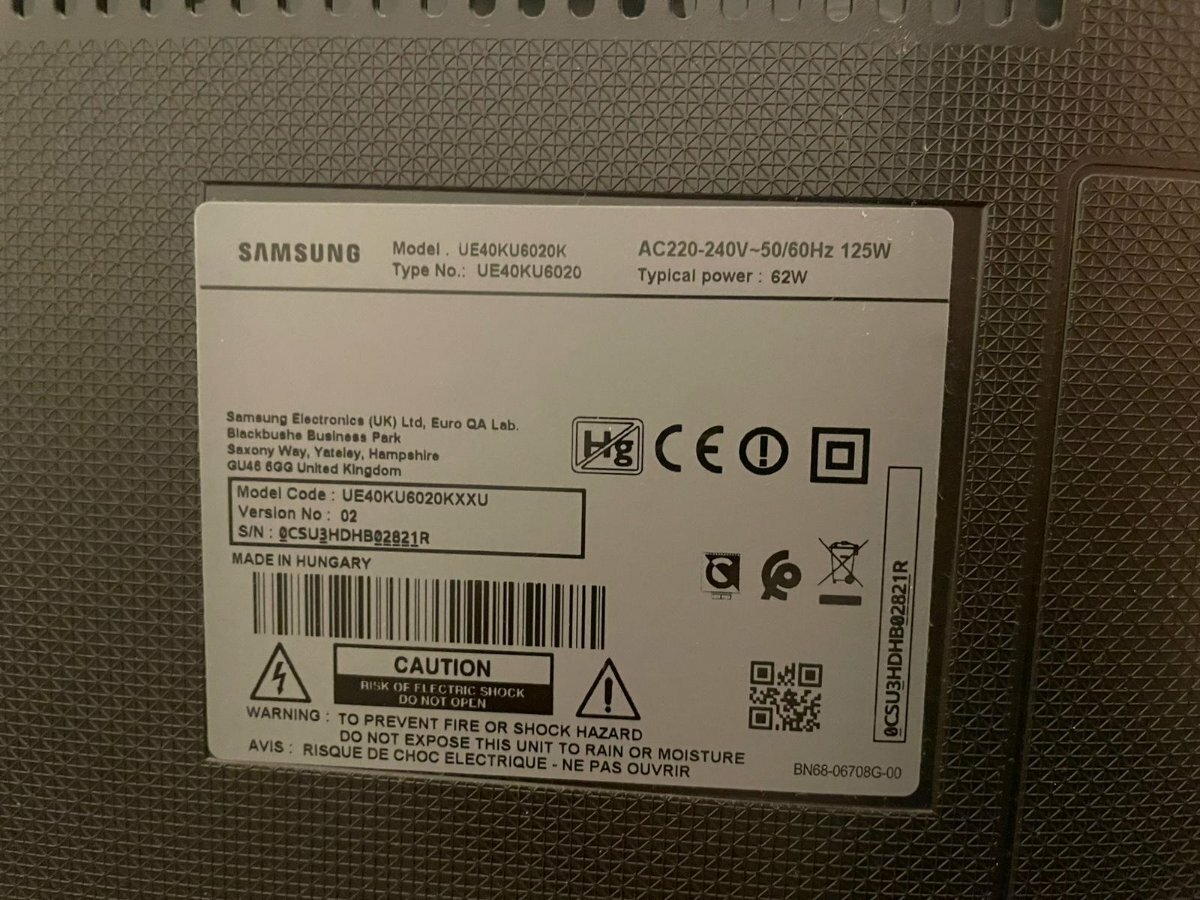 SAMSUNG
Model . UE40KU6020K
Type No.: UE40KU6020
AC220-240V~50/60Hz 125W
Typical power : 62W
Samsung Electronics (UK) Ltd, Euro QA Lab.
Blackbushe Business Park
Saxony Way, Yateley, Hampshire
GU46 6GG United Kingdom
Hg
CE
Model Code : UE40KU6020KXXU
Version No : 02
S/N : 0CSU3HDHB02821R
MADE IN HUNGARY
0CSU3HDHB02821R
CAUTION
RISK OF ELECTRIC SHOCK
DO NOT OPEN
WARNING : TO PREVENT FIRE OR SHOCK HAZARD
DO NOT EXPOSE THIS UNIT TO RAIN OR MOISTURE
AVIS : RISQUE DE CHOC ELECTRIQUE - NE PAS OUVRIR
BN68-06708G-00